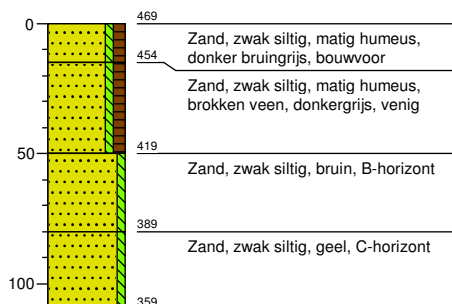 0
469
Zand, zwak siltig, matig humeus,
donker bruingrijs, bouwvoor
454
Zand, zwak siltig, matig humeus,
brokken veen, donkergrijs, venig
50
419
Zand, zwak siltig, bruin, B-horizont
389
Zand, zwak siltig, geel, C-horizont
100
359